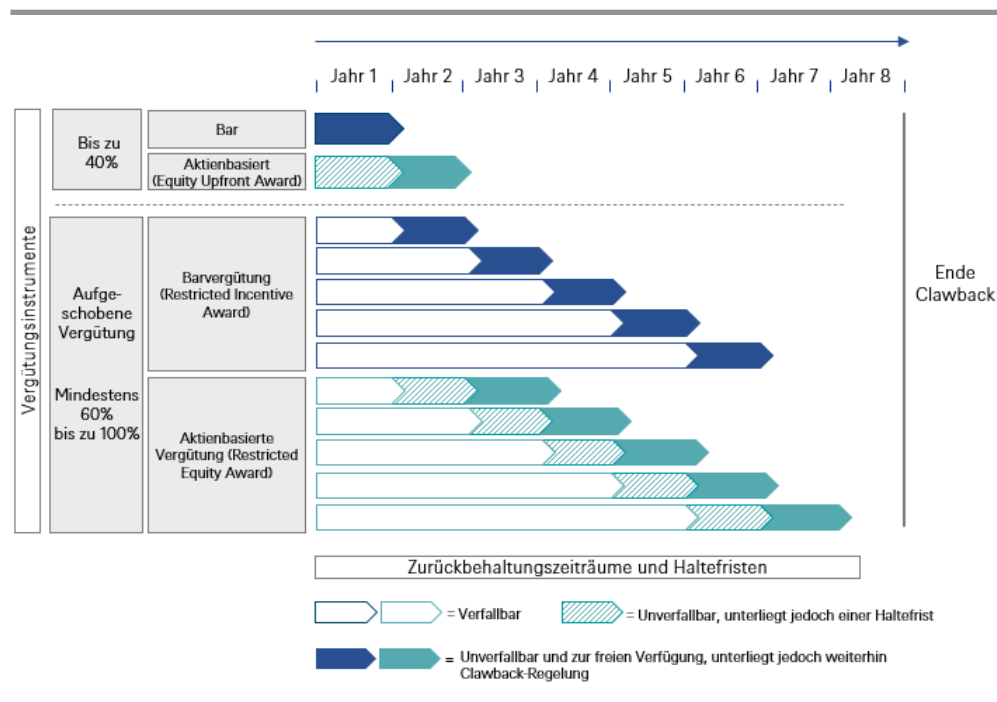 Jahr 1
Jahr 2
Jahr 3
Jahr 4
Jahr 5
Jahr 6
Jahr 7
Jahr 8
Vergütungsinstrumente
Bis zu
40%
Bar
Aktienbasiert
(Equity Upfront Award)
Aufge-
schobene
Vergütung
Mindestens
60%
bis zu 100%
Barvergütung
(Restricted Incentive
Award)
Aktienbasierte
Vergütung (Restricted
Equity Award)
Ende
Clawback
Zurückbehaltungszeiträume und Haltefristen
= Verfallbar
= Unverfallbar, unterliegt jedoch einer Haltefrist
= Unverfallbar und zur freien Verfügung, unterliegt jedoch weiterhin
Clawback-Regelung